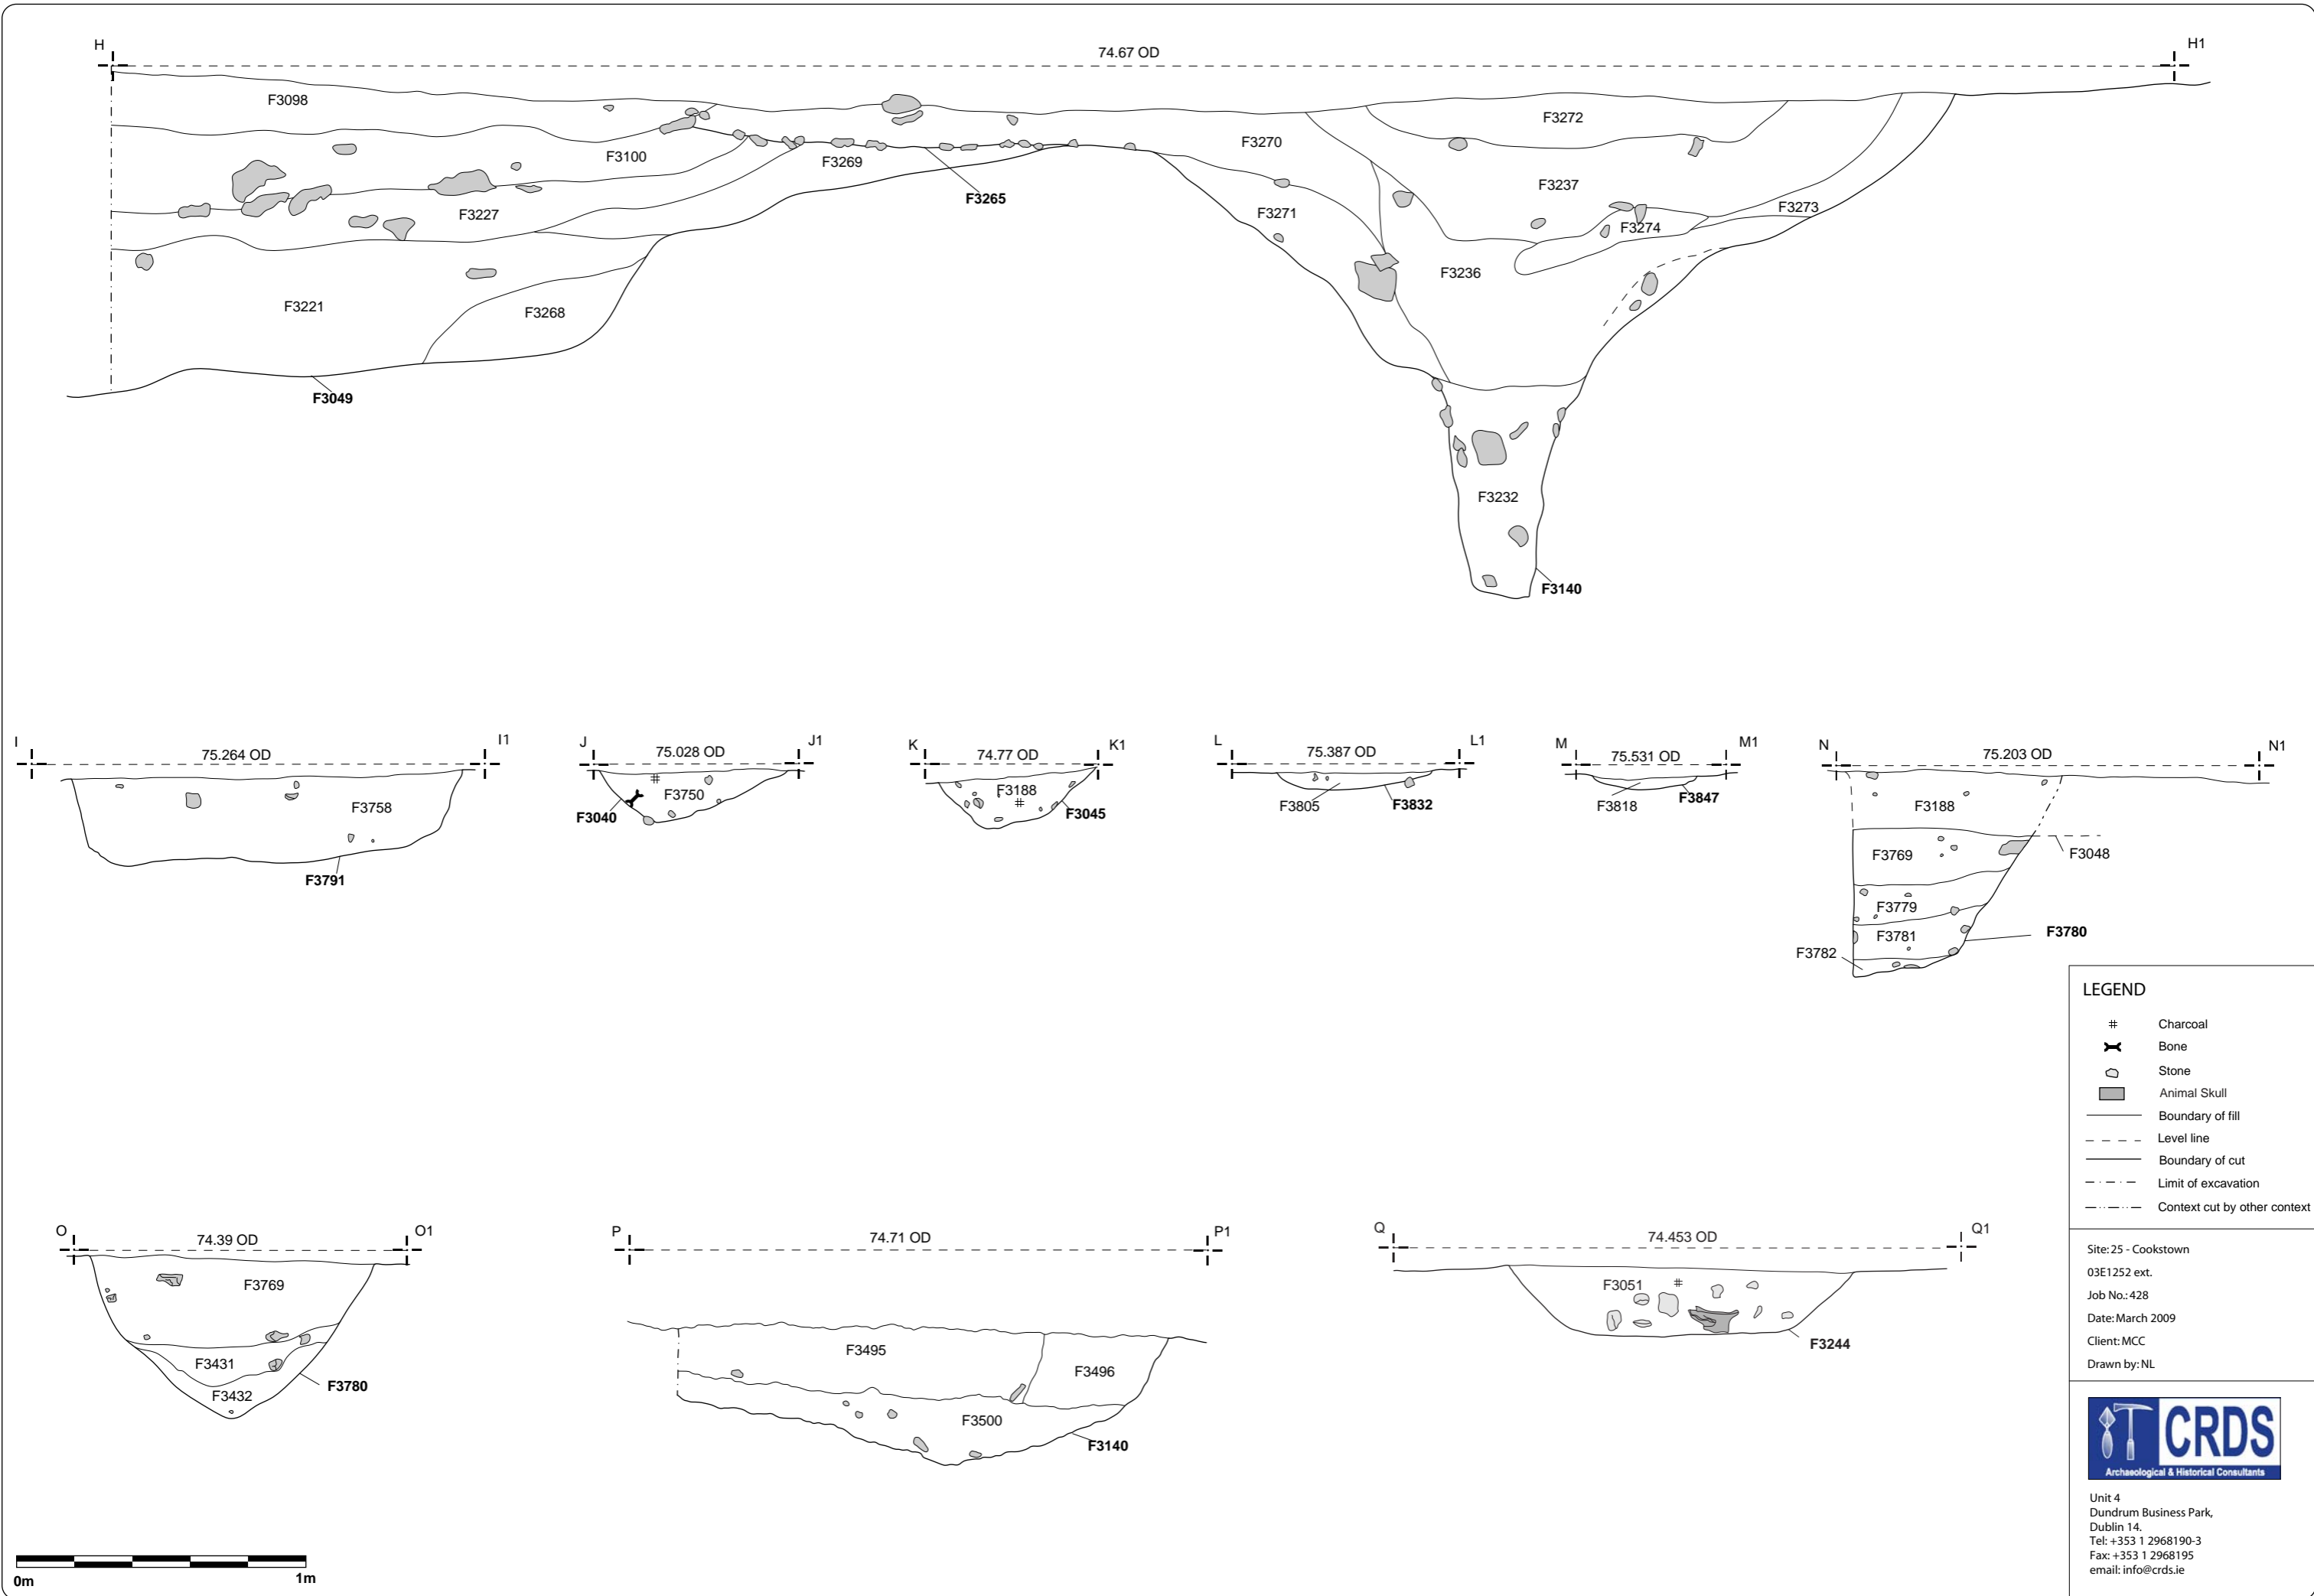 H
74.67 OD
H1
F3098
F3272
F3270
F3100
F3269
F3237
F3265
F3273
F3227
F3271
F3274
F3236
F3221
F3268
F3049
F3232
F3140
I
75.264 OD
I1
F3758
F3791
J
75.028 OD
J1
F3750
F3040
K
74.77 OD
K1
F3188
F3045
L
75.387 OD
L1
F3805
F3832
M
75.531 OD
M1
F3818
F3847
N
75.203 OD
N1
F3188
F3769
F3048
F3779
F3781
F3780
F3782
O
74.39 OD
O1
F3769
F3431
F3432
F3780
P
74.71 OD
P1
F3495
F3496
F3500
F3140
Q
74.453 OD
Q1
F3051
F3244
0m
1m
LEGEND
Charcoal
Bone
Stone
Animal Skull
Boundary of fill
Level line
Boundary of cut
Limit of excavation
Context cut by other context
Site: 25 - Cookstown
03E1252 ext.
Job No.: 428
Date: March 2009
Client: MCC
Drawn by: NL
CRDS
Archaeological & Historical Consultants
Unit 4
Dundrum Business Park,
Dublin 14.
Tel: +353 1 2968190-3
Fax: +353 1 2968195
email: info@crds.ie